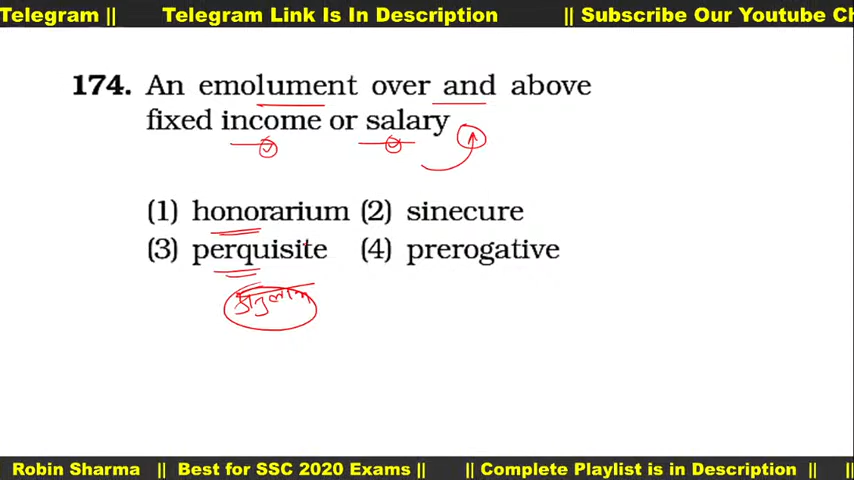 Telegram || Telegram Link Is In Description || Subscribe Our Youtube Ch
174. An emolument over and above
fixed income or salary
(1) honorarium (2) sinecure
(3) perquisite (4) prerogative
Robin Sharma || Best for SSC 2020 Exams || || Complete Playlist is in Description || ||